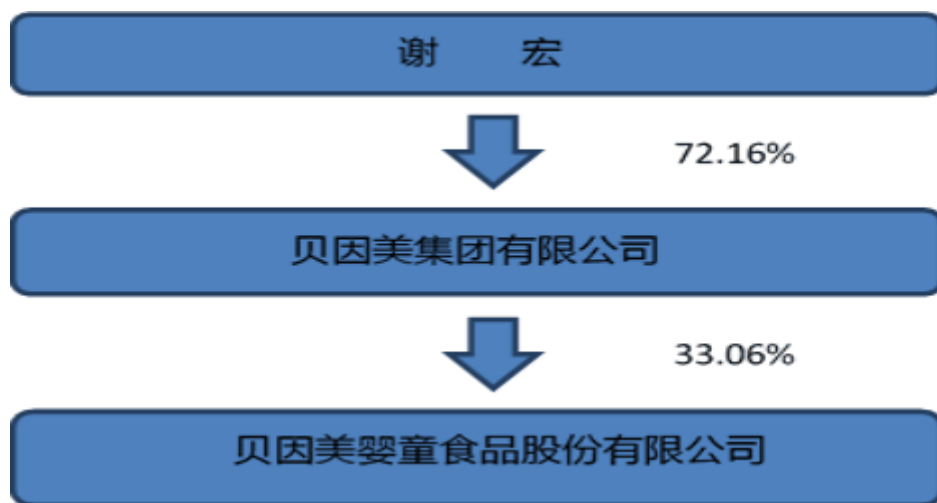 谢 宏
72.16%
贝因美集团有限公司
33.06%
贝因美婴童食品股份有限公司